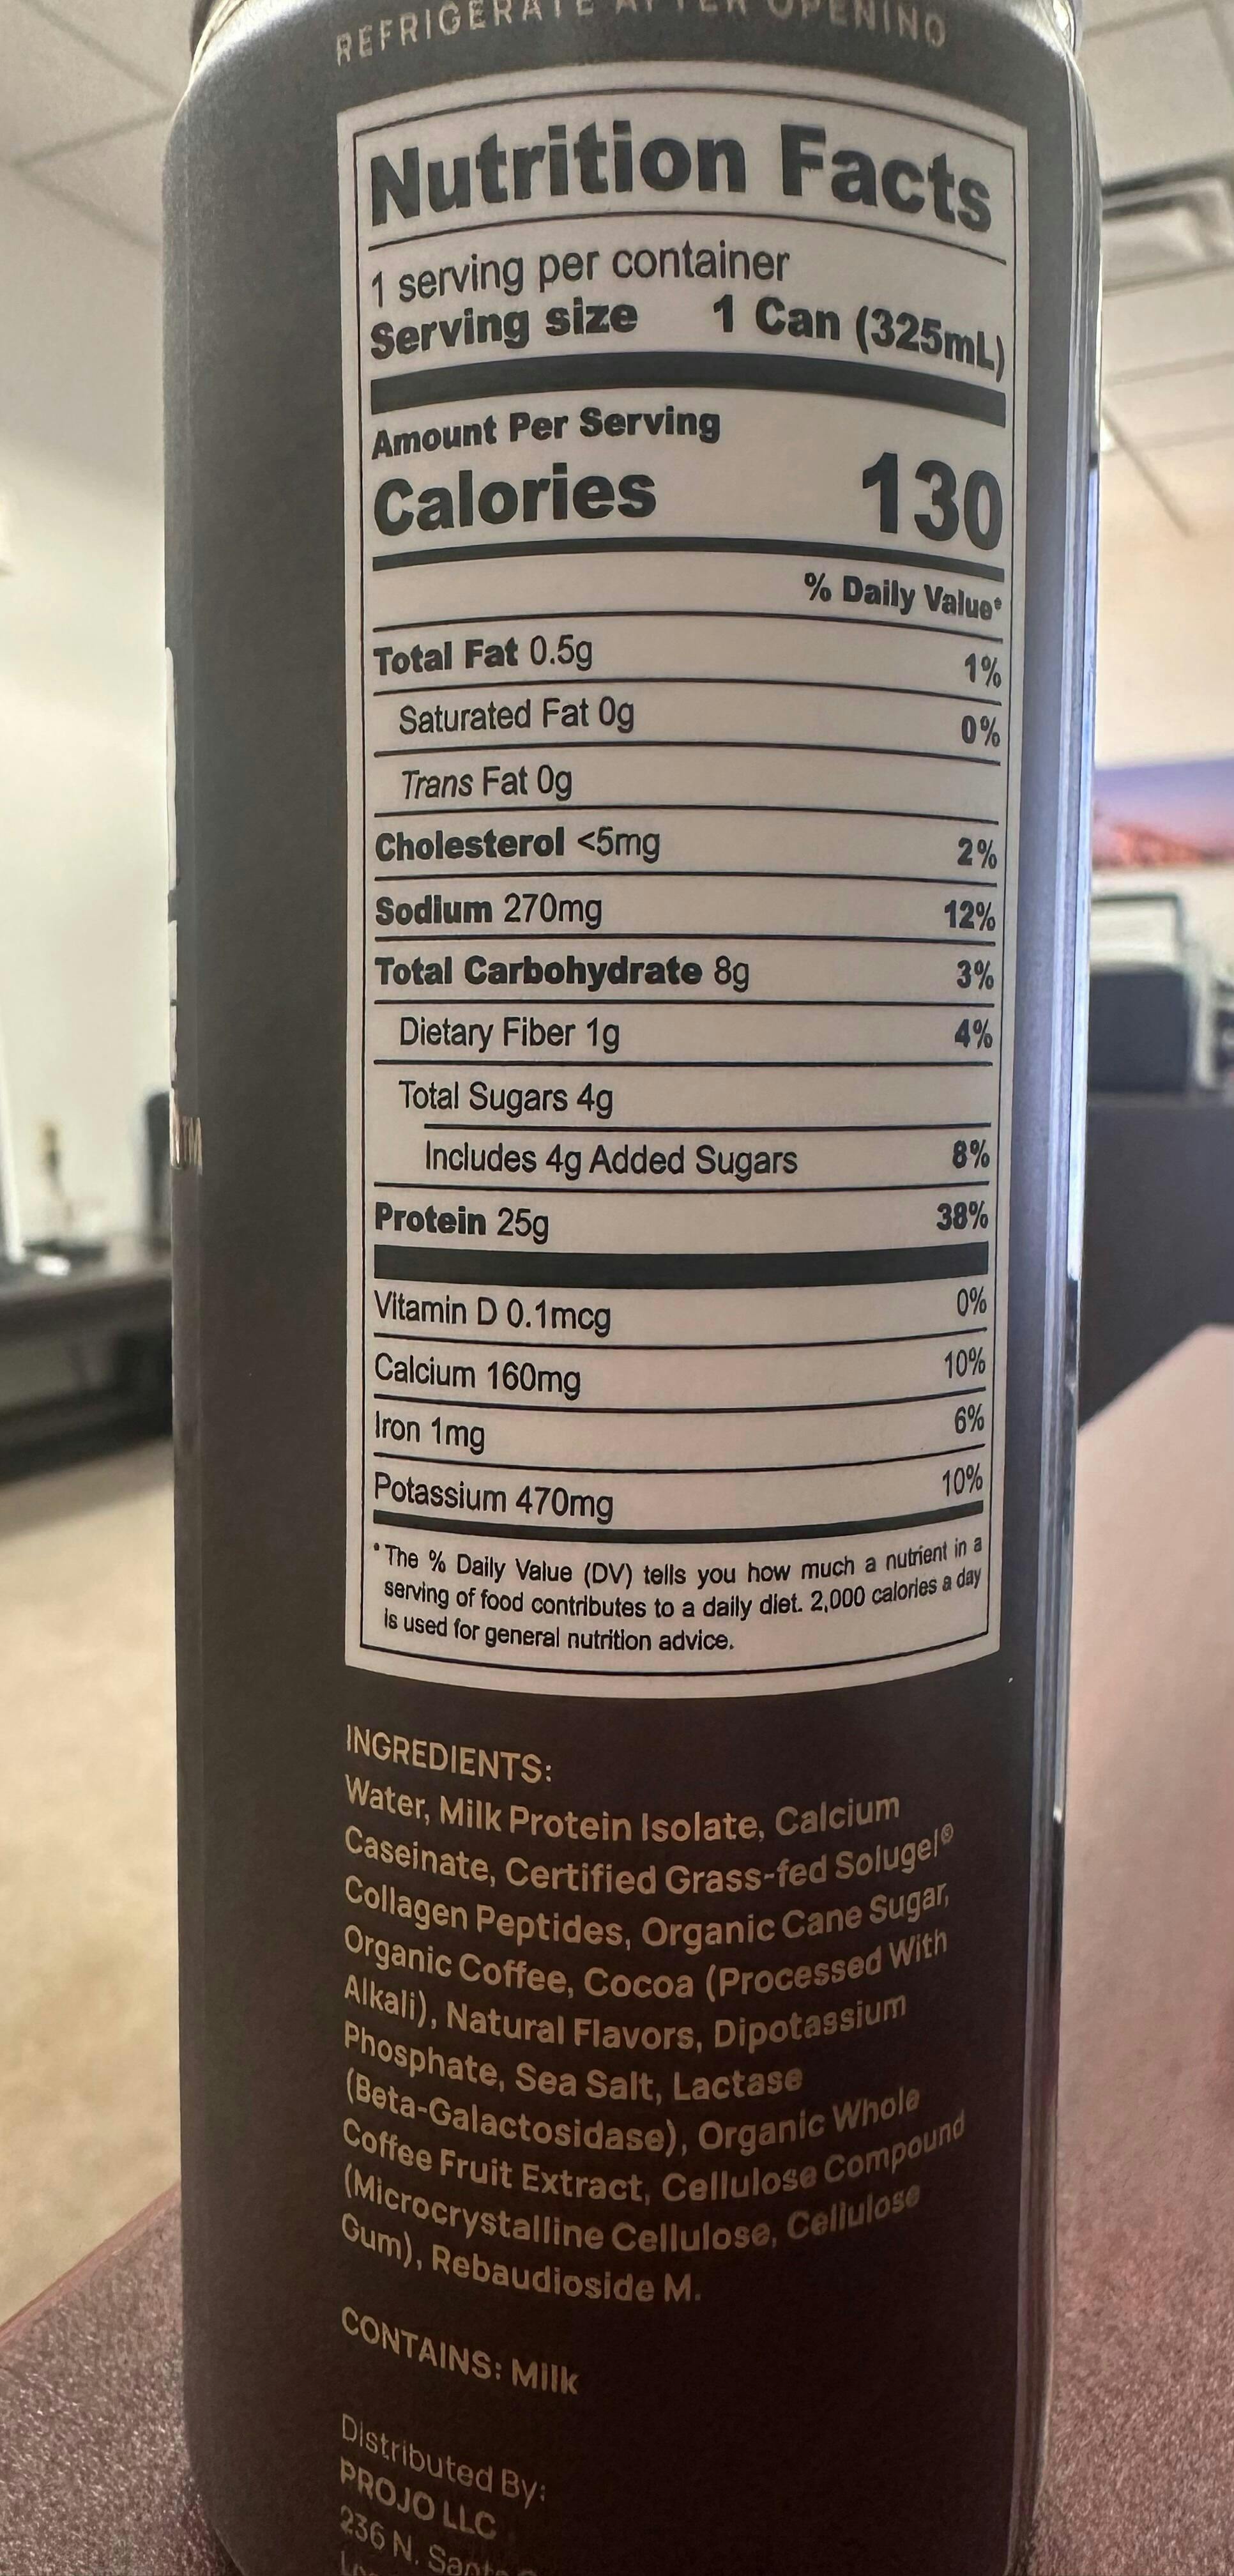 REFRIGERATE AFTER OPENING
Nutrition Facts
1 serving per container
Serving size 1 Can (325mL)
Amount Per Serving
Calories 130
% Daily Value*
Total Fat 0.5g 1%
Saturated Fat 0g 0%
Trans Fat 0g
Cholesterol <5mg 2%
Sodium 270mg 12%
Total Carbohydrate 8g 3%
Dietary Fiber 1g 4%
Total Sugars 4g
Includes 4g Added Sugars 8%
Protein 25g 38%
Vitamin D 0.1mcg 0%
Calcium 160mg 10%
Iron 1mg 6%
Potassium 470mg 10%
*The % Daily Value (DV) tells you how much a nutrient in a
serving of food contributes to a daily diet. 2,000 calories a day
is used for general nutrition advice.
INGREDIENTS:
Water, Milk Protein Isolate, Calcium
Caseinate, Certified Grass-fed Solugel®
Collagen Peptides, Organic Cane Sugar,
Organic Coffee, Cocoa (Processed With
Alkali), Natural Flavors, Dipotassium
Phosphate, Sea Salt, Lactase
(Beta-Galactosidase), Organic Whole
Coffee Fruit Extract, Cellulose Compound
(Microcrystalline Cellulose, Cellulose
Gum), Rebaudioside M.
CONTAINS: Milk
Distributed By:
PROJO LLC
236 N.
TM